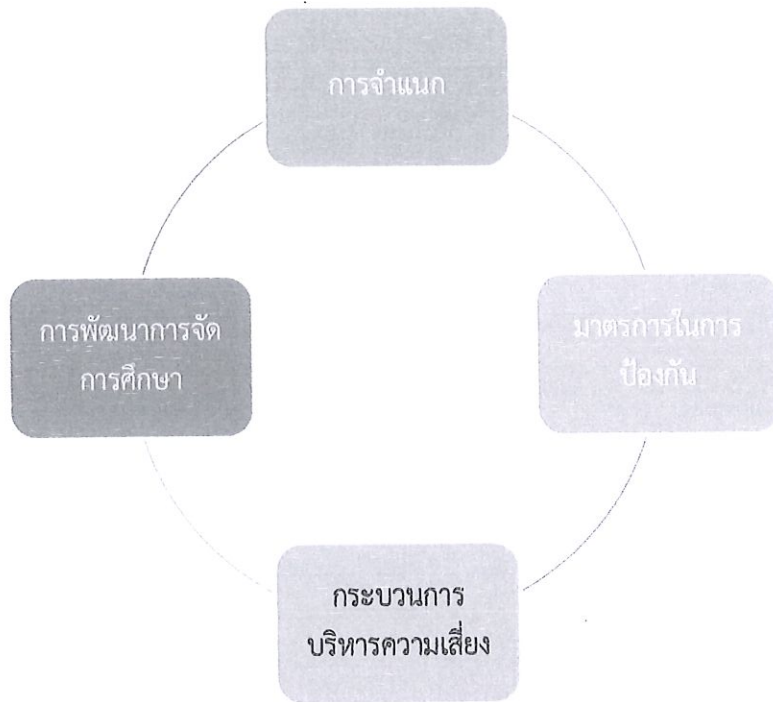 การจำแนก
มาตรการในการ
ป้องกัน
กระบวนการ
บริหารความเสี่ยง
การพัฒนาการจัด
การศึกษา